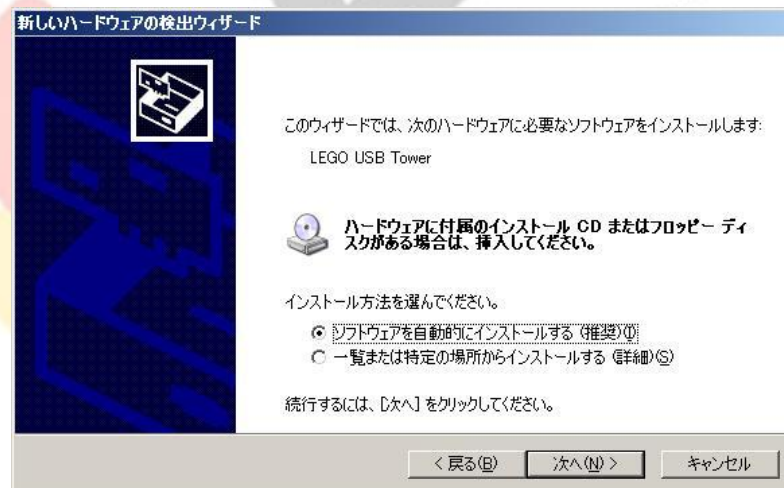 新しいハードウェアの検出ウィザード
このウィザードでは、次のハードウェアに必要なソフトウェアをインストールします:
LEGO USB Tower
ハードウェアに付属のインストール CD またはフロッピー ディ
スクがある場合は、挿入してください。
インストール方法を選んでください。
ソフトウェアを自動的にインストールする (推奨)(I)
一覧または特定の場所からインストールする (詳細)(S)
続行するには、[次へ] をクリックしてください。
< 戻る(B)
次へ(N) >
キャンセル